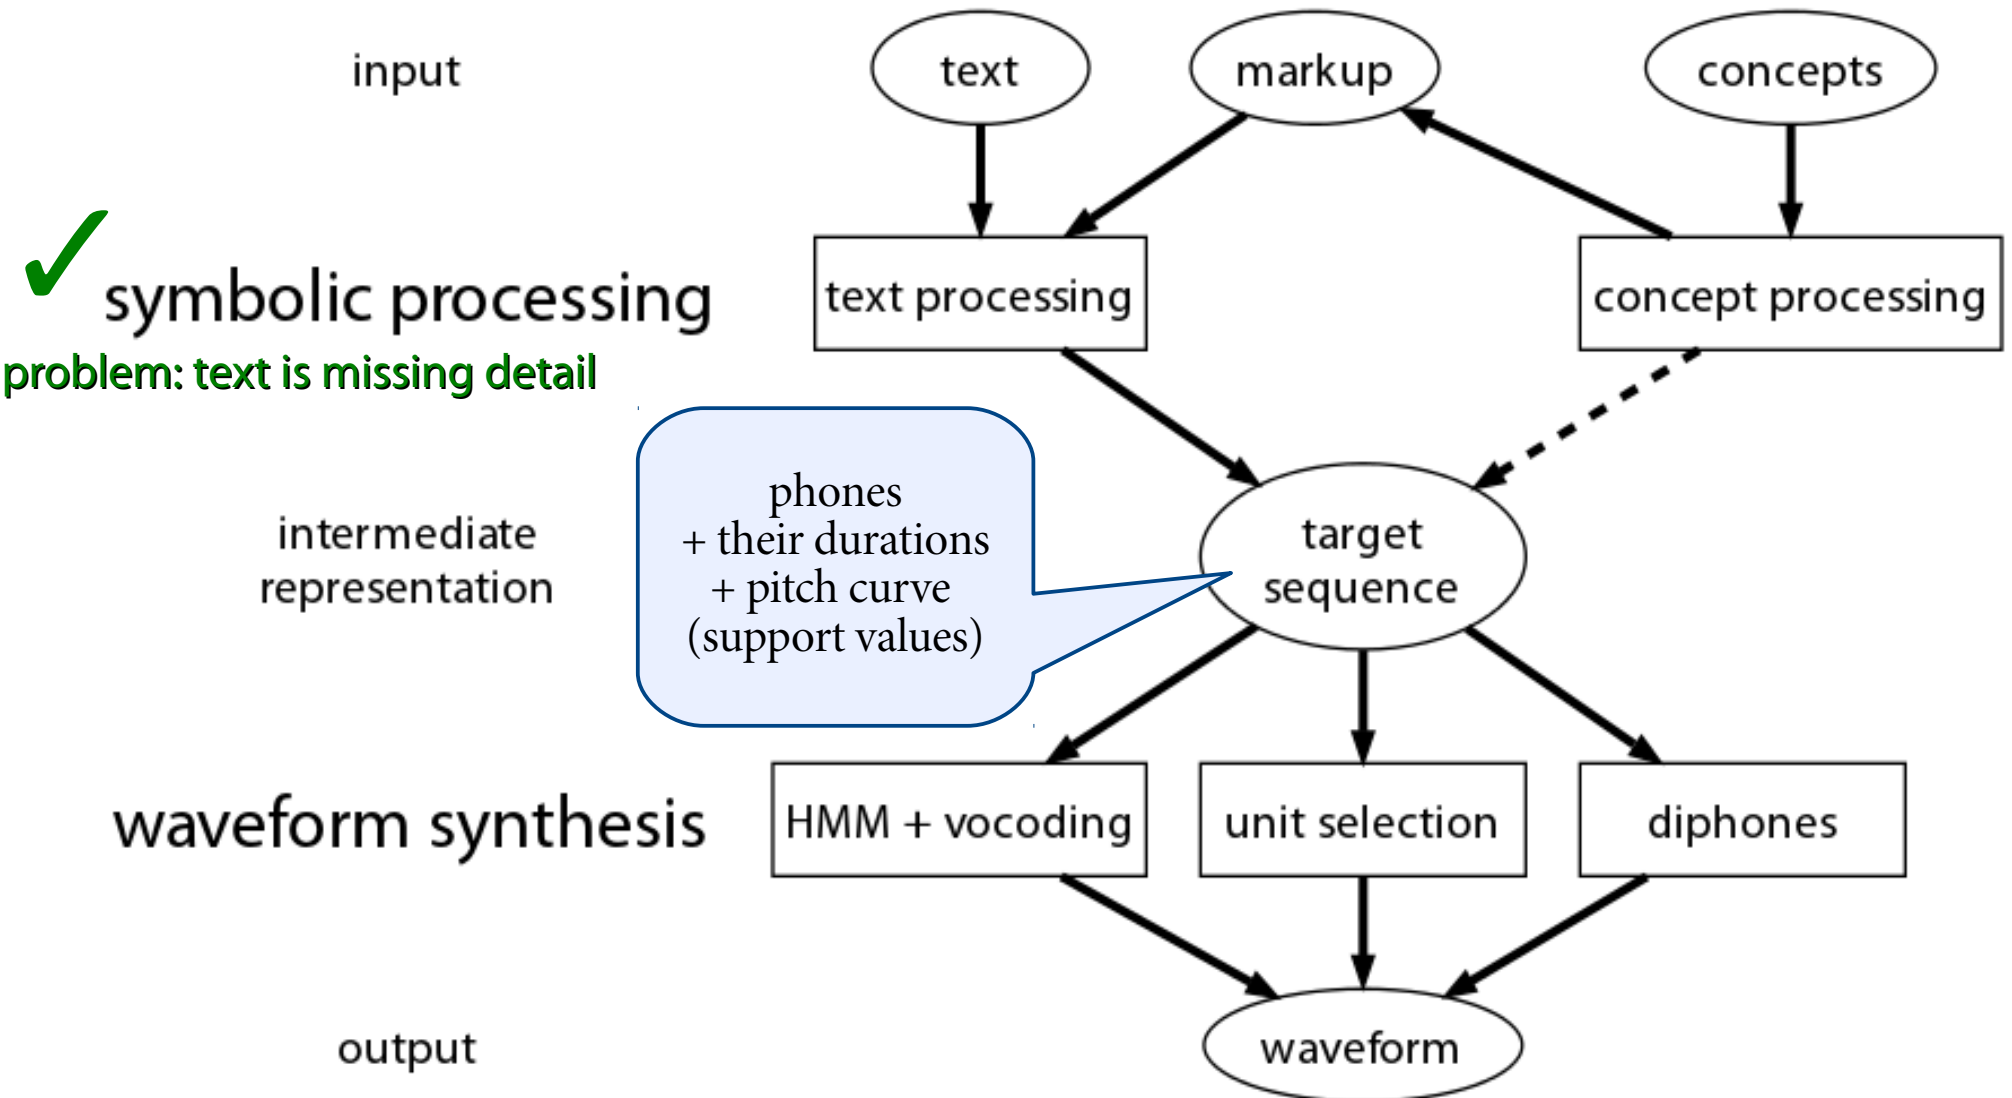 input
text
markup
concepts
✓
symbolic processing
text processing
concept processing
problem: text is missing detail
phones
+ their durations
+ pitch curve
(support values)
intermediate
representation
target
sequence
waveform synthesis
HMM + vocoding
unit selection
diphones
output
waveform